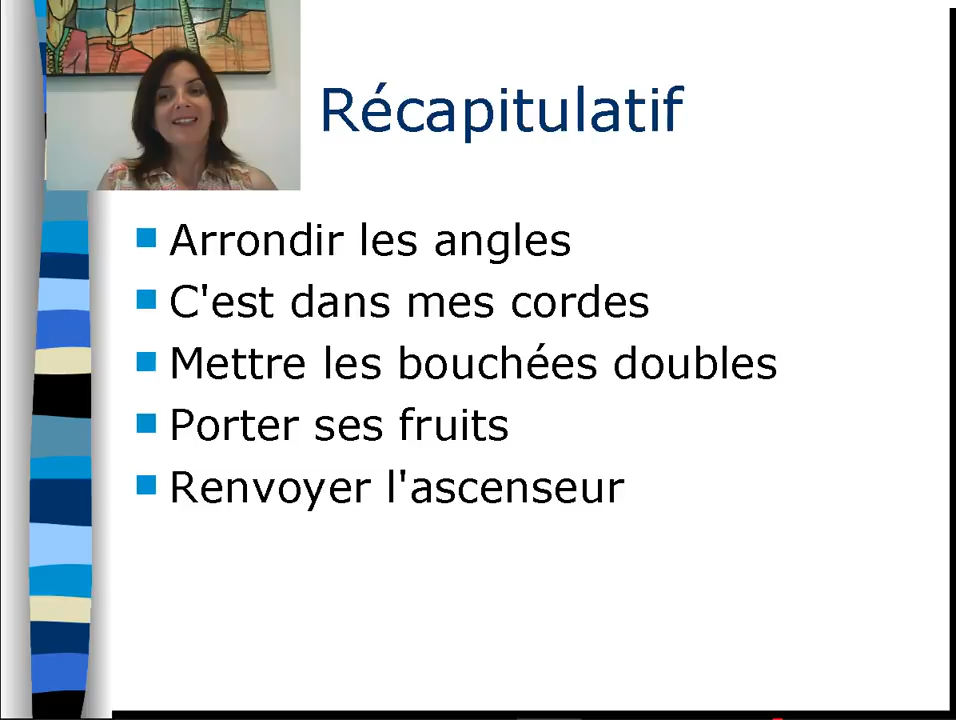 Récapitulatif
Arrondir les angles
C'est dans mes cordes
Mettre les bouchées doubles
Porter ses fruits
Renvoyer l'ascenseur